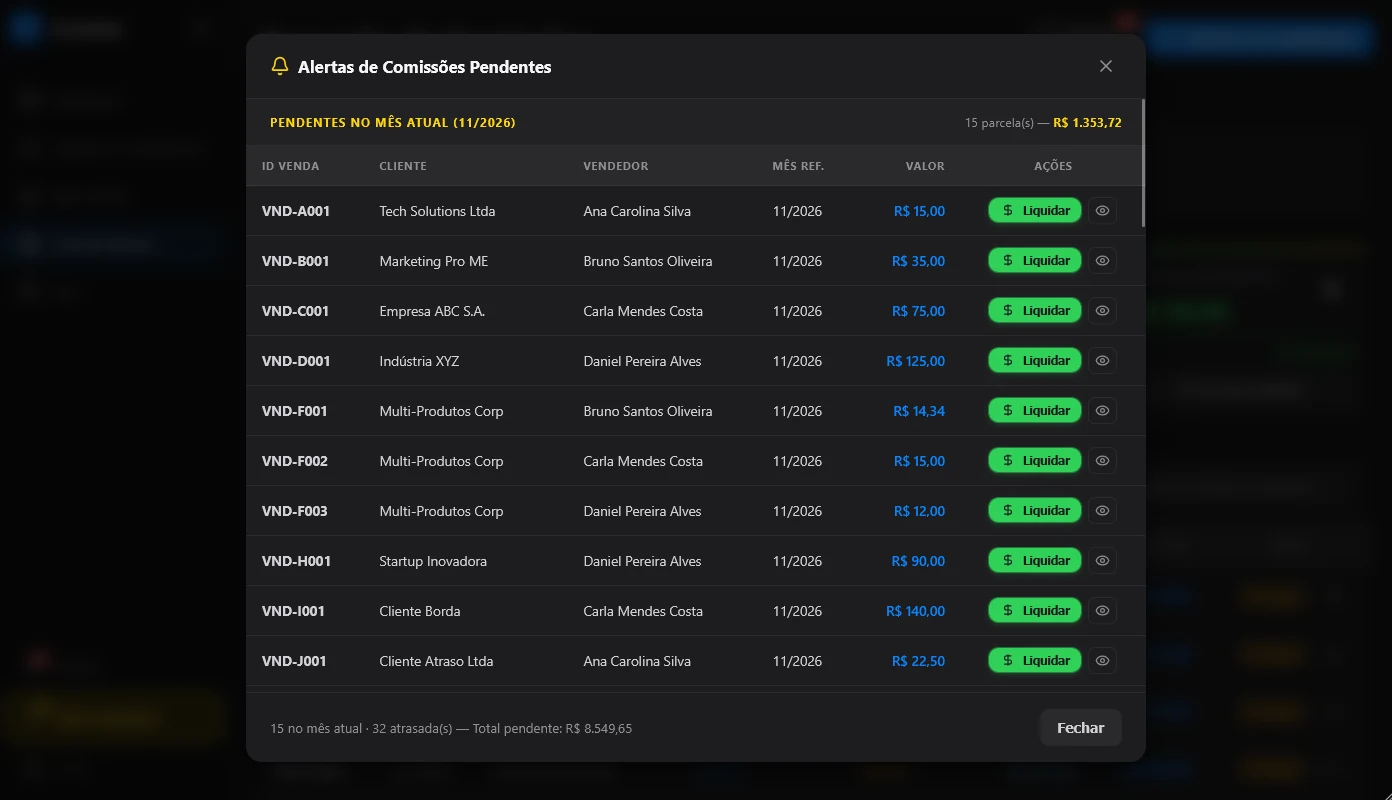 Alertas de Comissões Pendentes
PENDENTES NO MÊS ATUAL (11/2026) 15 parcela(s) — R$ 1.353,72
ID VENDA CLIENTE VENDEDOR MÊS REF. VALOR AÇÕES
VND-A001 Tech Solutions Ltda Ana Carolina Silva 11/2026 R$ 15,00 $ Liquidar
VND-B001 Marketing Pro ME Bruno Santos Oliveira 11/2026 R$ 35,00 $ Liquidar
VND-C001 Empresa ABC S.A. Carla Mendes Costa 11/2026 R$ 75,00 $ Liquidar
VND-D001 Indústria XYZ Daniel Pereira Alves 11/2026 R$ 125,00 $ Liquidar
VND-F001 Multi-Produtos Corp Bruno Santos Oliveira 11/2026 R$ 14,34 $ Liquidar
VND-F002 Multi-Produtos Corp Carla Mendes Costa 11/2026 R$ 15,00 $ Liquidar
VND-F003 Multi-Produtos Corp Daniel Pereira Alves 11/2026 R$ 12,00 $ Liquidar
VND-H001 Startup Inovadora Daniel Pereira Alves 11/2026 R$ 90,00 $ Liquidar
VND-I001 Cliente Borda Carla Mendes Costa 11/2026 R$ 140,00 $ Liquidar
VND-J001 Cliente Atraso Ltda Ana Carolina Silva 11/2026 R$ 22,50 $ Liquidar
15 no mês atual · 32 atrasada(s) — Total pendente: R$ 8.549,65 Fechar